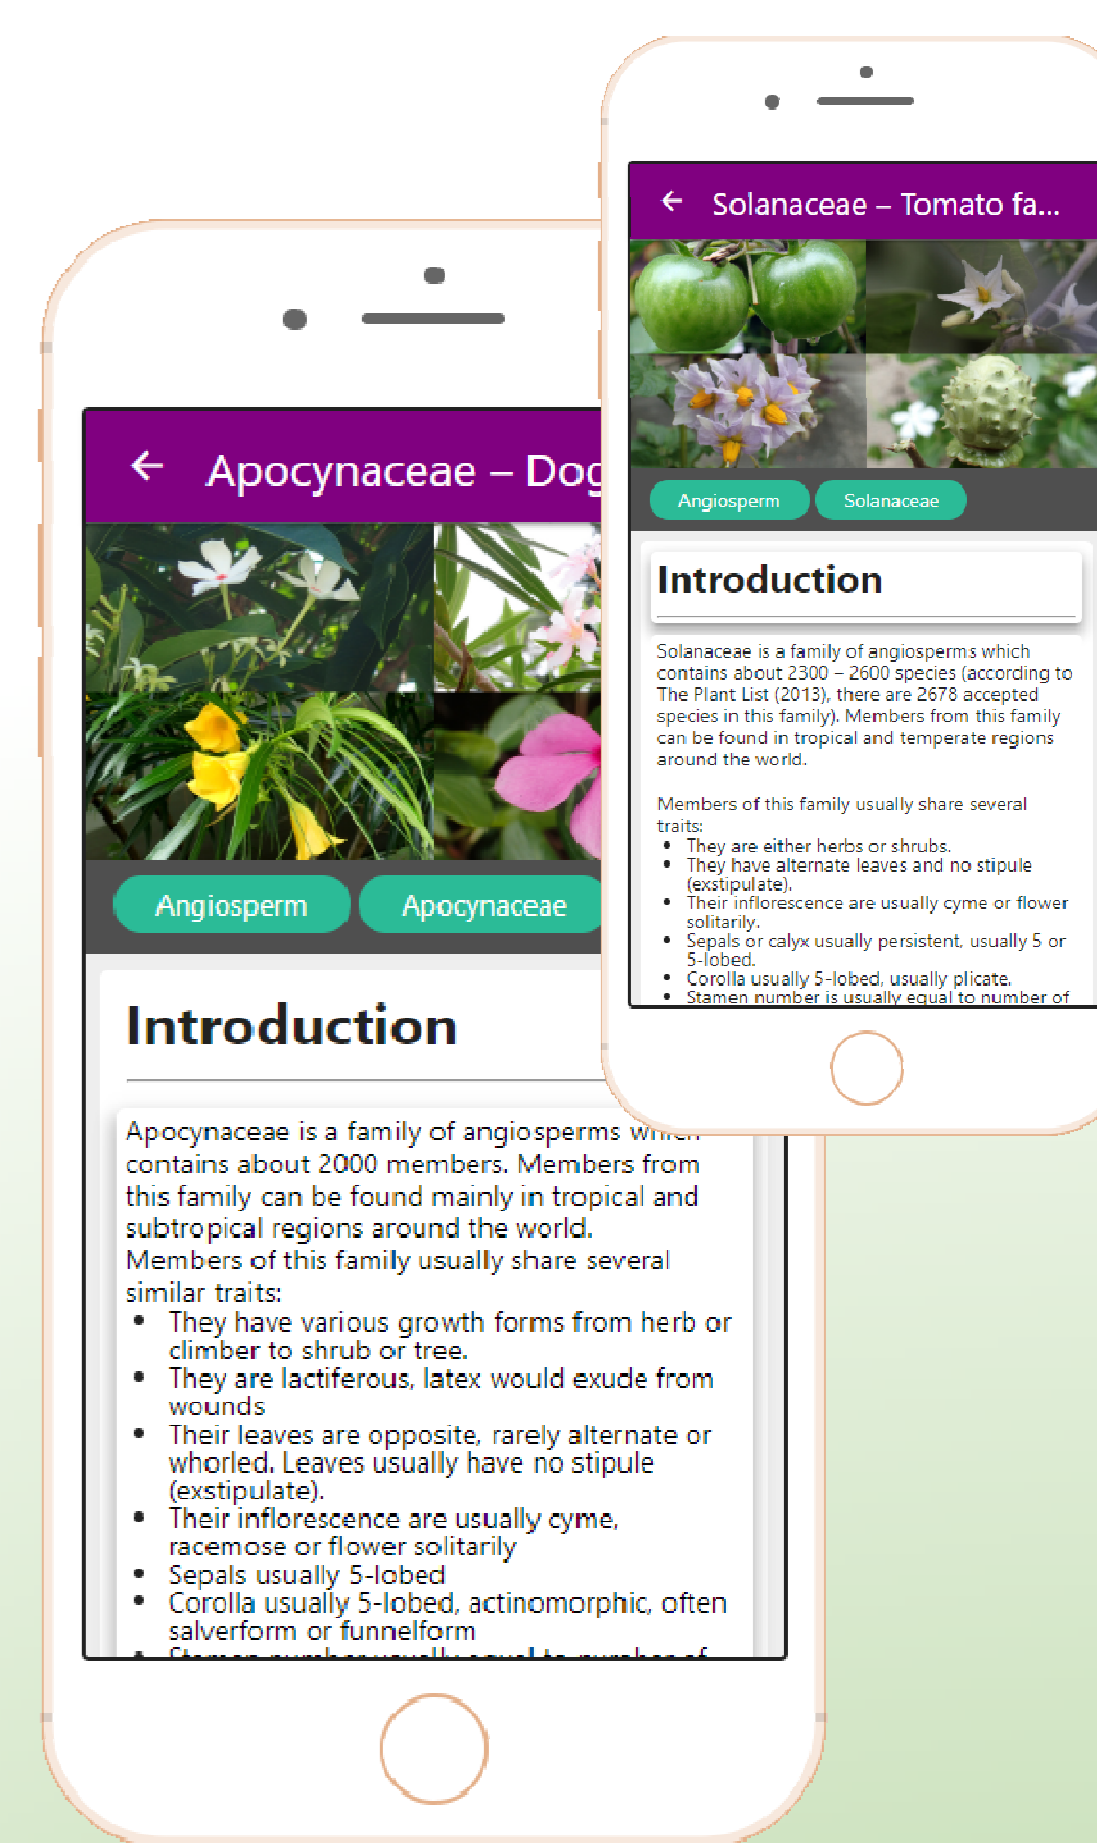 Solanaceae – Tomato fa...
Angiosperm
Solanaceae
Introduction
Solanaceae is a family of angiosperms which
contains about 2300 – 2600 species (according to
The Plant List (2013), there are 2678 accepted
species in this family). Members from this family
can be found in tropical and temperate regions
around the world.
Members of this family usually share several
traits:
• They are either herbs or shrubs.
• They have alternate leaves and no stipule
(exstipulate).
• Their inflorescence are usually cyme or flower
solitarily.
• Sepals or calyx usually persistent, usually 5 or
5-lobed.
• Corolla usually 5-lobed, usually plicate.
• Stamen number is usually equal to number of
Apocynaceae – Dog
Angiosperm
Apocynaceae
Introduction
Apocynaceae is a family of angiosperms which
contains about 2000 members. Members from
this family can be found mainly in tropical and
subtropical regions around the world.
Members of this family usually share several
similar traits:
• They have various growth forms from herb or
climber to shrub or tree.
• They are lactiferous, latex would exude from
wounds
• Their leaves are opposite, rarely alternate or
whorled. Leaves usually have no stipule
(exstipulate).
• Their inflorescence are usually cyme,
racemose or flower solitarily
• Sepals usually 5-lobed
• Corolla usually 5-lobed, actinomorphic, often
salverform or funnelform
• Stamen number usually equal to number of